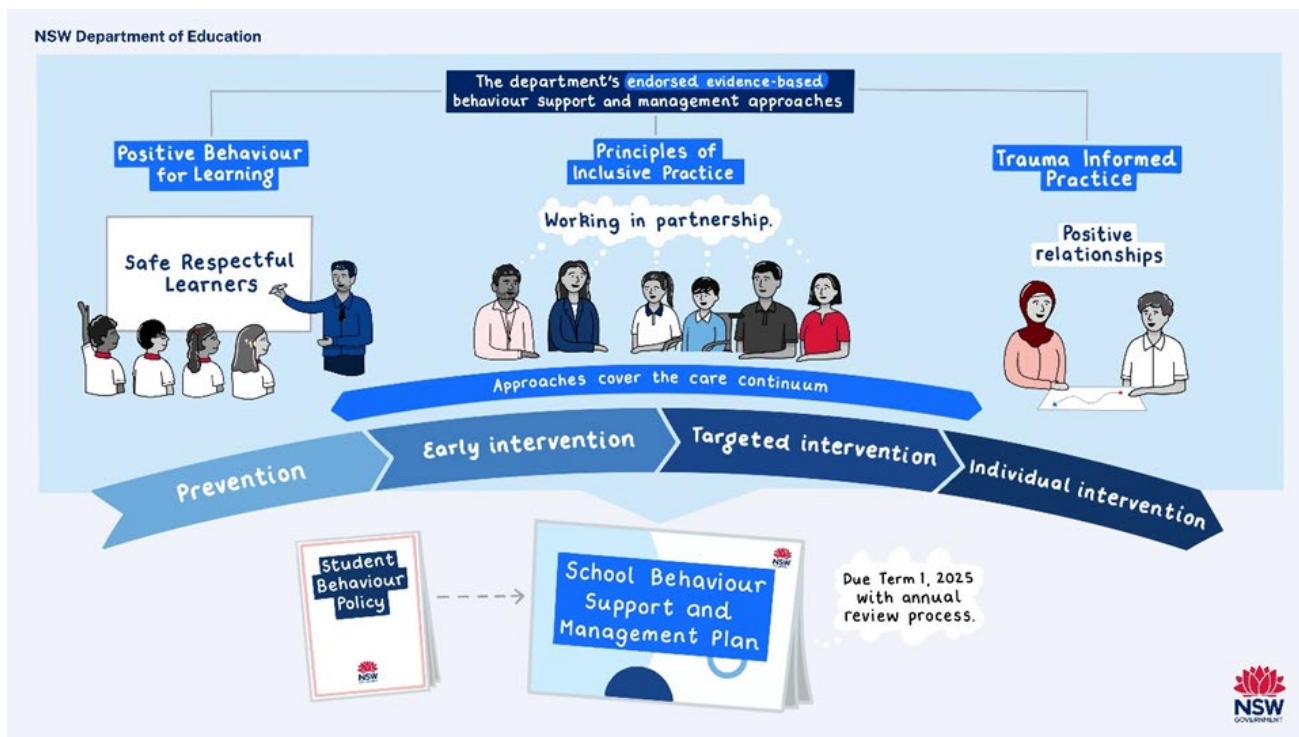 NSW Department of Education
The department's endorsed evidence-based
behaviour support and management approaches
Positive Behaviour
for Learning
Principles of
Inclusive Practice
Trauma Informed
Practice
Safe Respectful
Learners
Working in partnership.
Positive
relationships
Approaches cover the care continuum
Prevention
Early intervention
Targeted intervention
Individual intervention
Student
Behaviour
Policy
NSW
School Behaviour
Support and
Management Plan
NSW
Due Term 1, 2025
with annual
review process.
NSW
GOVERNMENT